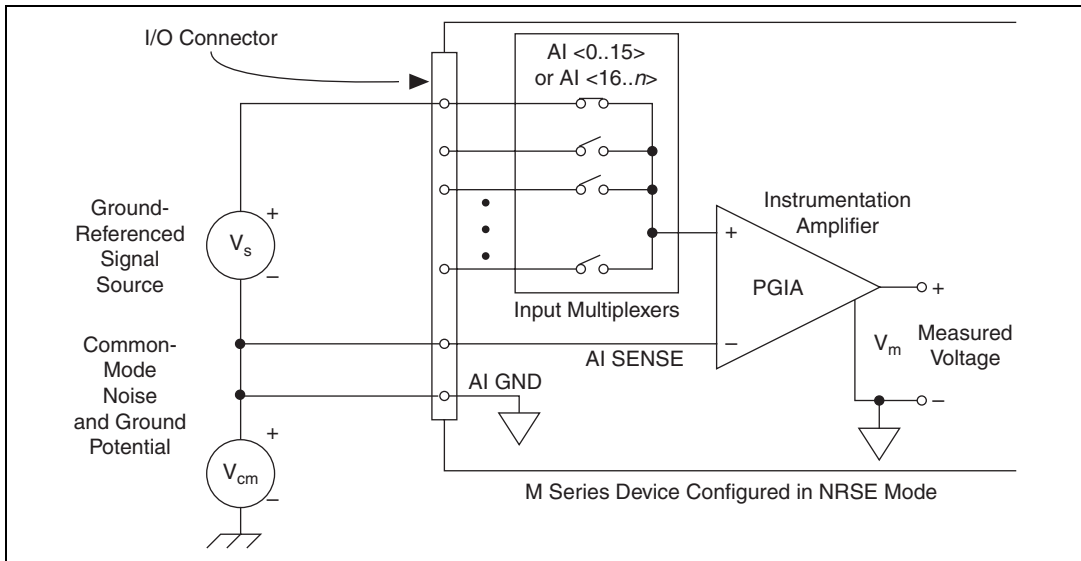 I/O Connector
AI <0..15>
or AI <16..n>
Ground-
Referenced
Signal
Source
+
Vs
–
Instrumentation
Amplifier
+
PGIA
–
+
Input Multiplexers
AI SENSE
Vm
Measured
Voltage
–
Common-
Mode
Noise
and Ground
Potential
AI GND
+
Vcm
–
M Series Device Configured in NRSE Mode